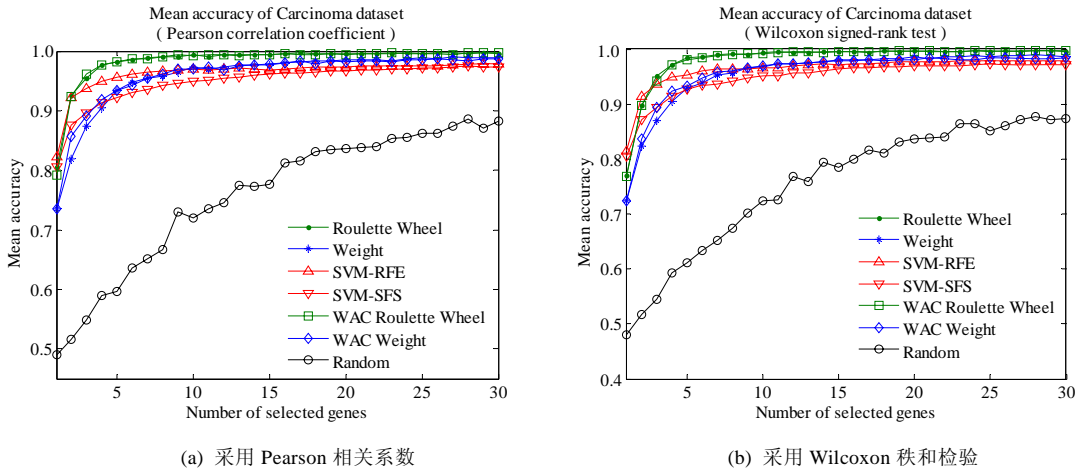 Mean accuracy of Carcinoma dataset
( Pearson correlation coefficient )
1.0
0.9
0.8
0.7
0.6
0.5
Mean accuracy
Roulette Wheel
Weight
SVM-RFE
SVM-SFS
WAC Roulette Wheel
WAC Weight
Random
5 10 15 20 25 30
Number of selected genes
(a) 采用 Pearson 相关系数
Mean accuracy of Carcinoma dataset
( Wilcoxon signed-rank test )
1.0
0.9
0.8
0.7
0.6
0.5
0.4
Mean accuracy
Roulette Wheel
Weight
SVM-RFE
SVM-SFS
WAC Roulette Wheel
WAC Weight
Random
5 10 15 20 25 30
Number of selected genes
(b) 采用 Wilcoxon 秩和检验